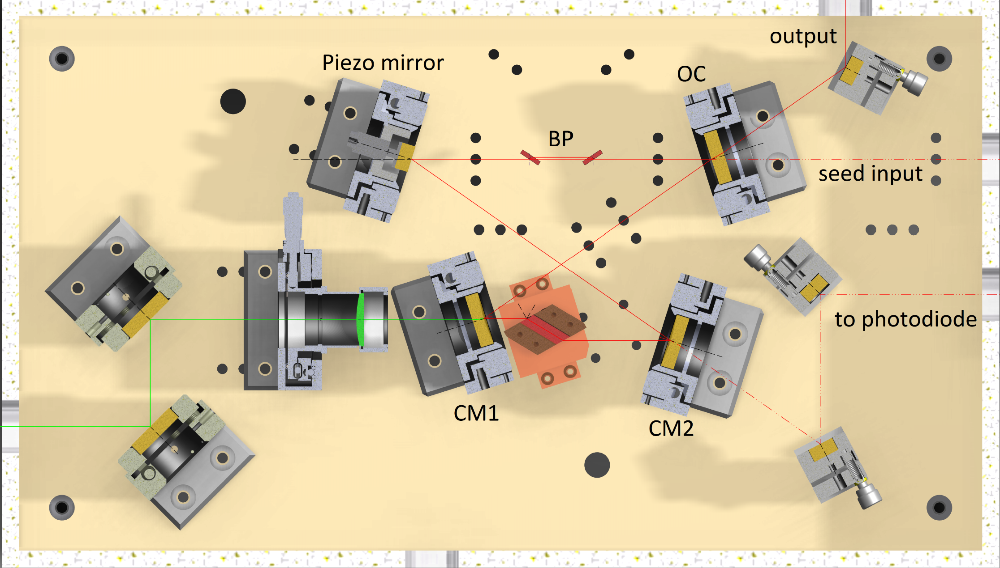 output
Piezo mirror
OC
BP
seed input
to photodiode
CM1
CM2